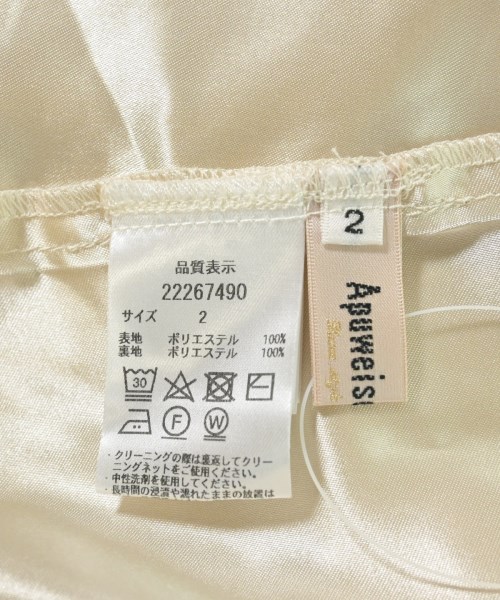 品質表示
22267490
サイズ 2
表地 ポリエステル 100%
裏地 ポリエステル 100%
30
F W
・クリーニングの際は裏返してクリー
ニングネットをご使用ください。
・中性洗剤を使用してください。
・長時間の浸漬や濡れたままの放置は
2
Apuweise